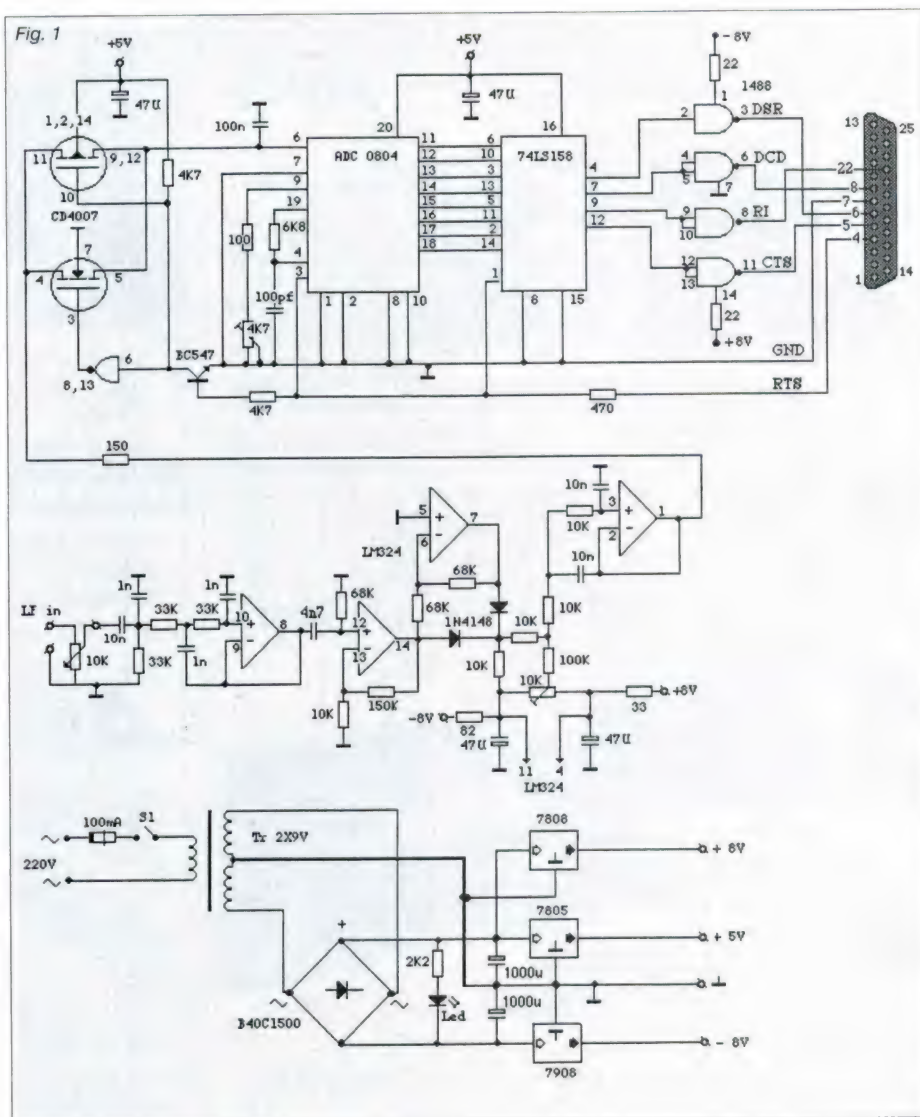 Fig. 1
+5V
47U
1,2,14
11
9,12
10
CD4007
4K7
7
4
5
3
6
8,13
BC547
4K7
100n
6
7
9
19
4
3
100
6K8
100pf
4K7
20
ADC 0804
11
12
13
14
15
16
17
18
1
2
8
10
+5V
47U
16
74LS158
6
10
3
13
5
11
2
14
1
4
7
9
12
8
15
-8V
22
1488
1
2
3 DSR
4
5
6 DCD
7
9
10
8 RI
12
13
11 CTS
14
22
+8V
GND
RTS
470
13
25
22
8
7
6
5
4
1
14
150
LF in
10K
10n
1n
33K
33K
33K
1n
1n
10
9
8
4n7
68K
12
13
14
10K
150K
LM324
5
6
7
68K
68K
1N4148
10K
10K
10K
100K
10K
10n
10K
10n
3
2
1
-8V
82
47U
11
4
LM324
47U
33
+8V
100mA
S1
220V
Tr 2X9V
B40C1500
+
2K2
Led
1000u
1000u
7808
+ 8V
7805
+ 5V
7908
- 8V